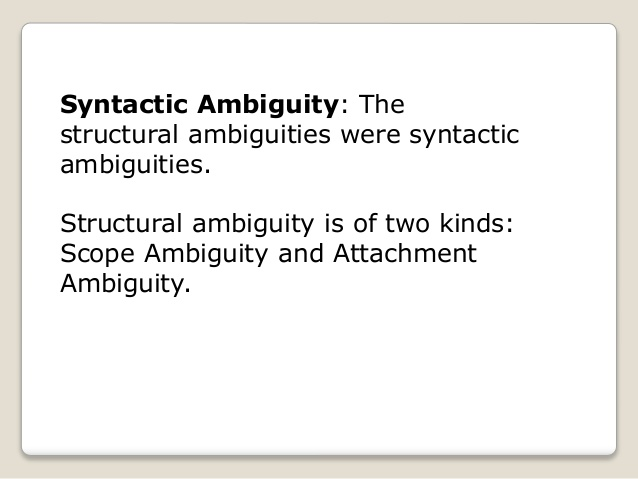 Syntactic Ambiguity: The
structural ambiguities were syntactic
ambiguities.
Structural ambiguity is of two kinds:
Scope Ambiguity and Attachment
Ambiguity.